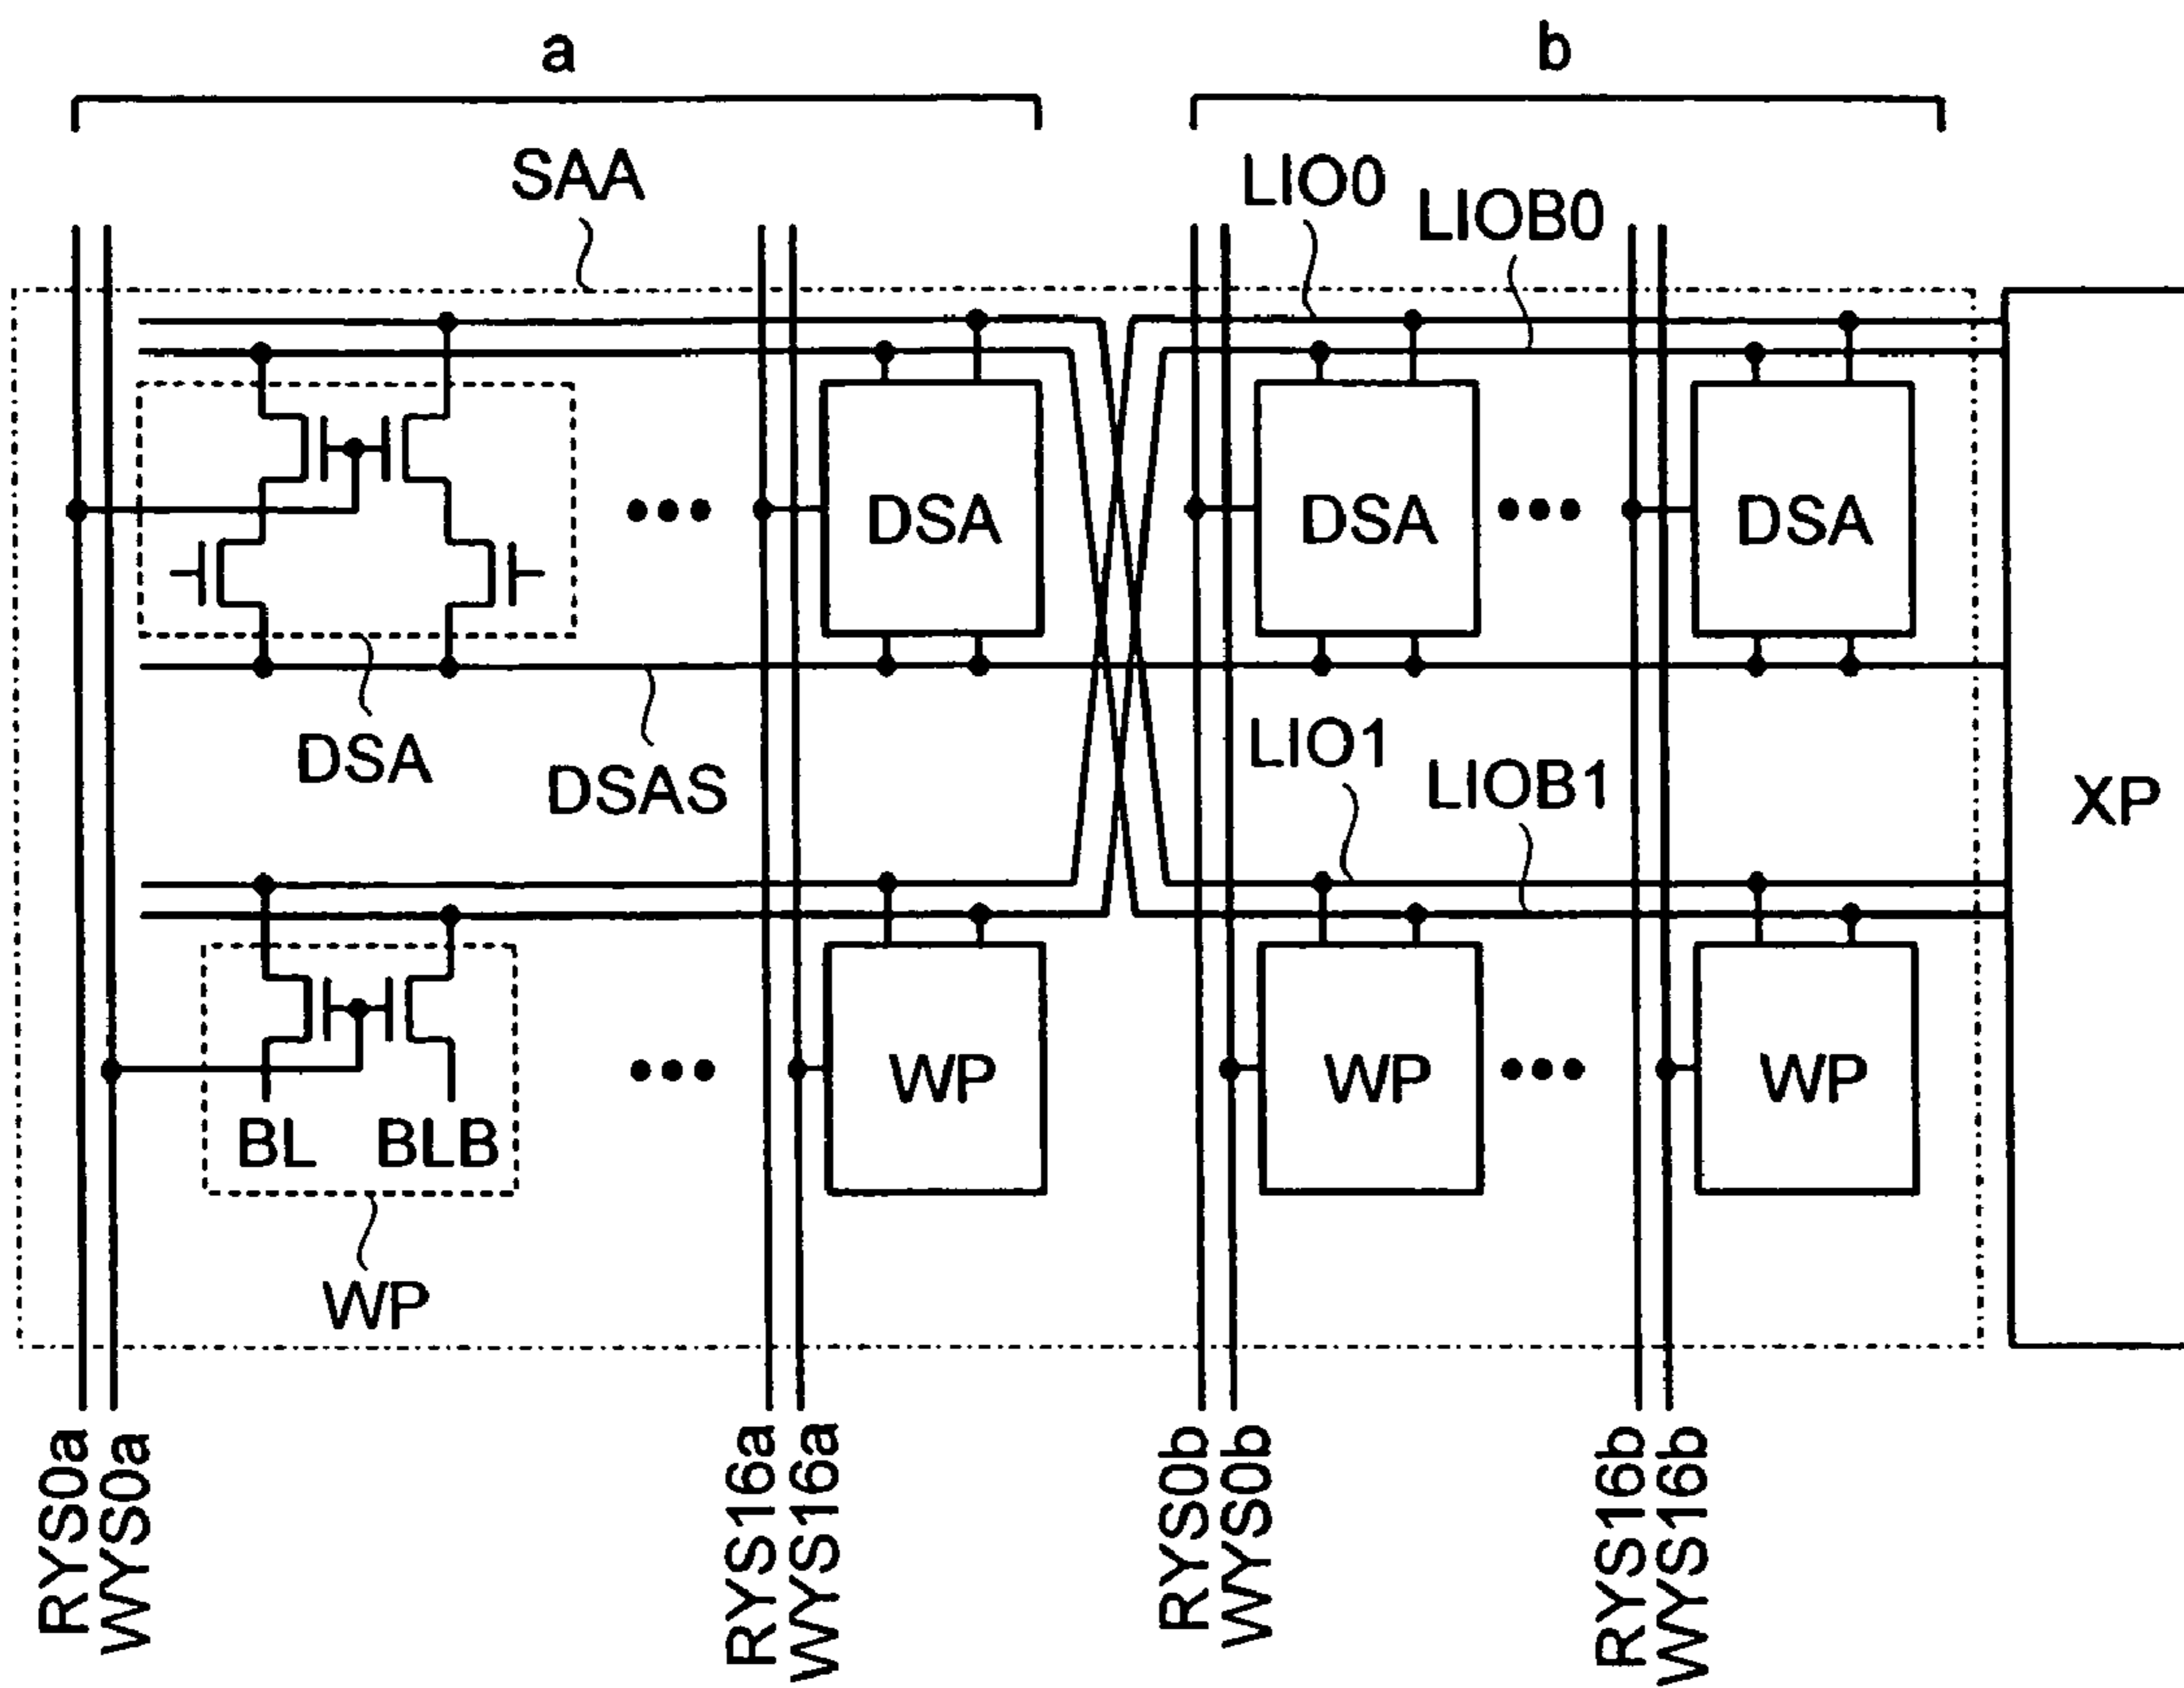 a
b
SAA
LIO0
LIOB0
DSA
DSA
DSA
DSA
DSAS
LIO1
LIOB1
XP
WP
WP
WP
BL
BLB
WP
RYS0a
WYS0a
RYS16a
WYS16a
RYS0b
WYS0b
RYS16b
WYS16b